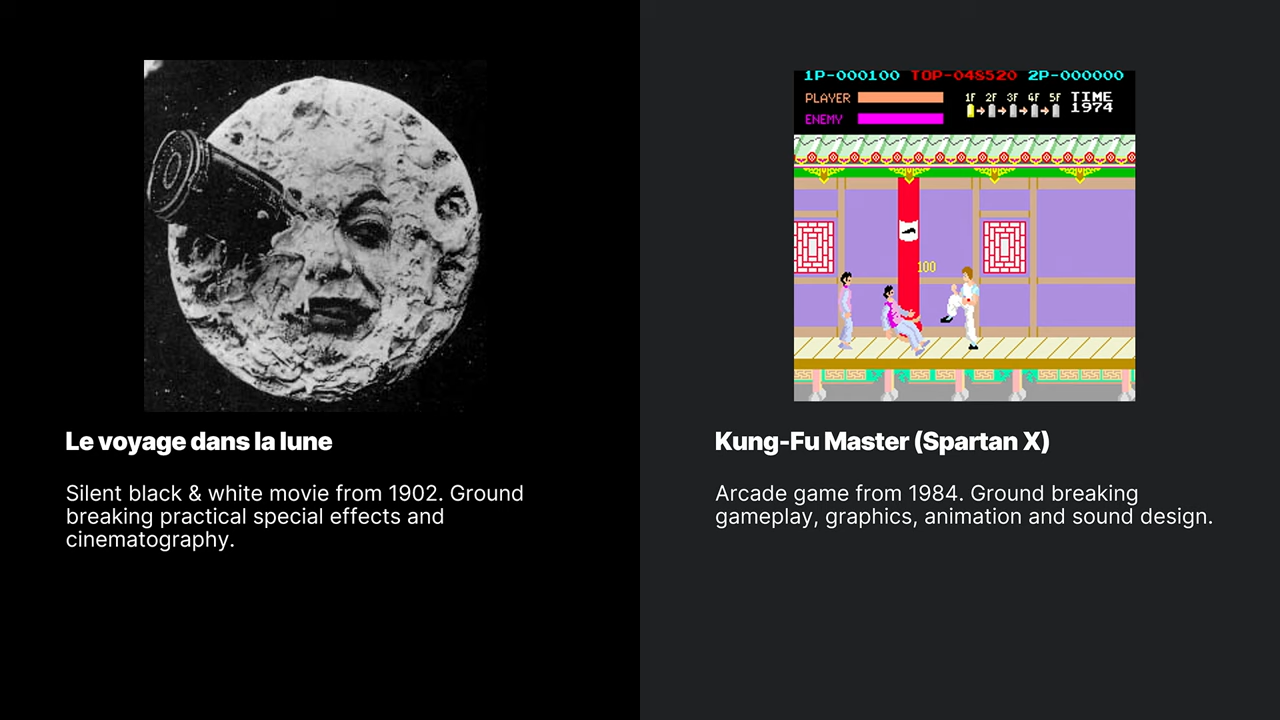 Le voyage dans la lune
Silent black & white movie from 1902. Ground
breaking practical special effects and
cinematography.
1P-000100 TOP-048520 2P-000000
PLAYER
ENEMY
1F 2F 3F 4F 5F
TIME
1974
100
Kung-Fu Master (Spartan X)
Arcade game from 1984. Ground breaking
gameplay, graphics, animation and sound design.